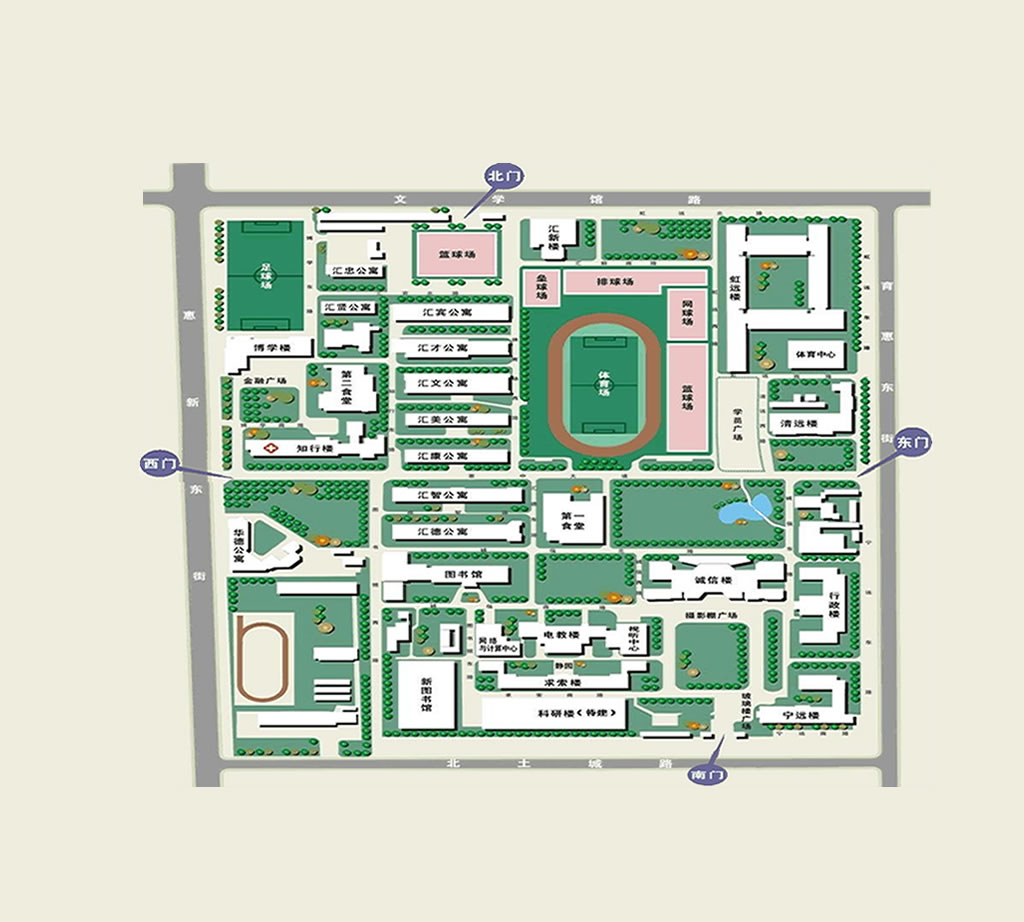 北门
文学馆路
汇新楼
足球场
篮球场
汇忠公寓
垒球场
排球场
虹远楼
汇贤公寓
汇宾公寓
网球场
育惠东街
惠新东街
博学楼
汇才公寓
体育中心
金融广场
第二食堂
汇文公寓
体育场
篮球场
学员广场
汇美公寓
清远楼
知行楼
汇康公寓
东门
西门
汇智公寓
第一食堂
汇德公寓
华德公寓
图书馆
诚信楼
行政楼
摄影棚广场
网络与计算中心
电教楼
视听中心
静园
求索楼
新图书馆
科研楼(待建)
玻璃楼广场
宁远楼
北土城路
南门